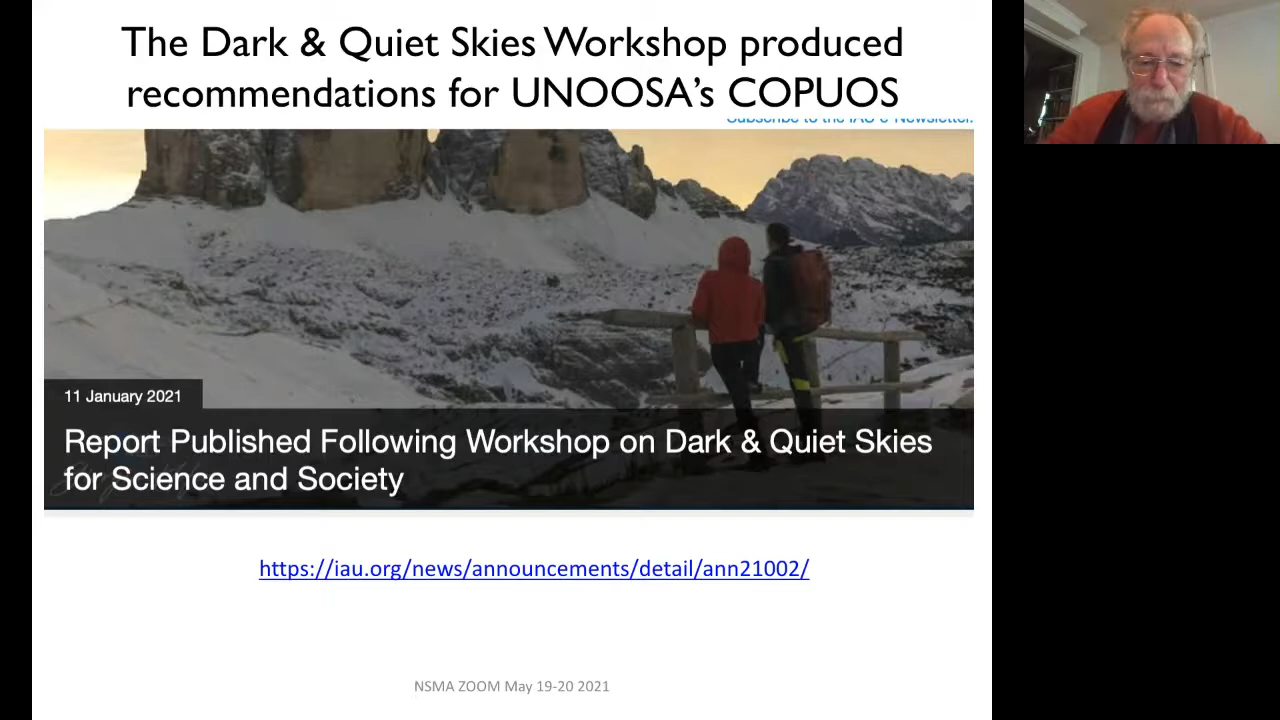 The Dark & Quiet Skies Workshop produced
recommendations for UNOOSA's COPUOS
Subscribe to the IAU e-Newsletter.
11 January 2021
Report Published Following Workshop on Dark & Quiet Skies
for Science and Society
https://iau.org/news/announcements/detail/ann21002/
NSMA ZOOM May 19-20 2021